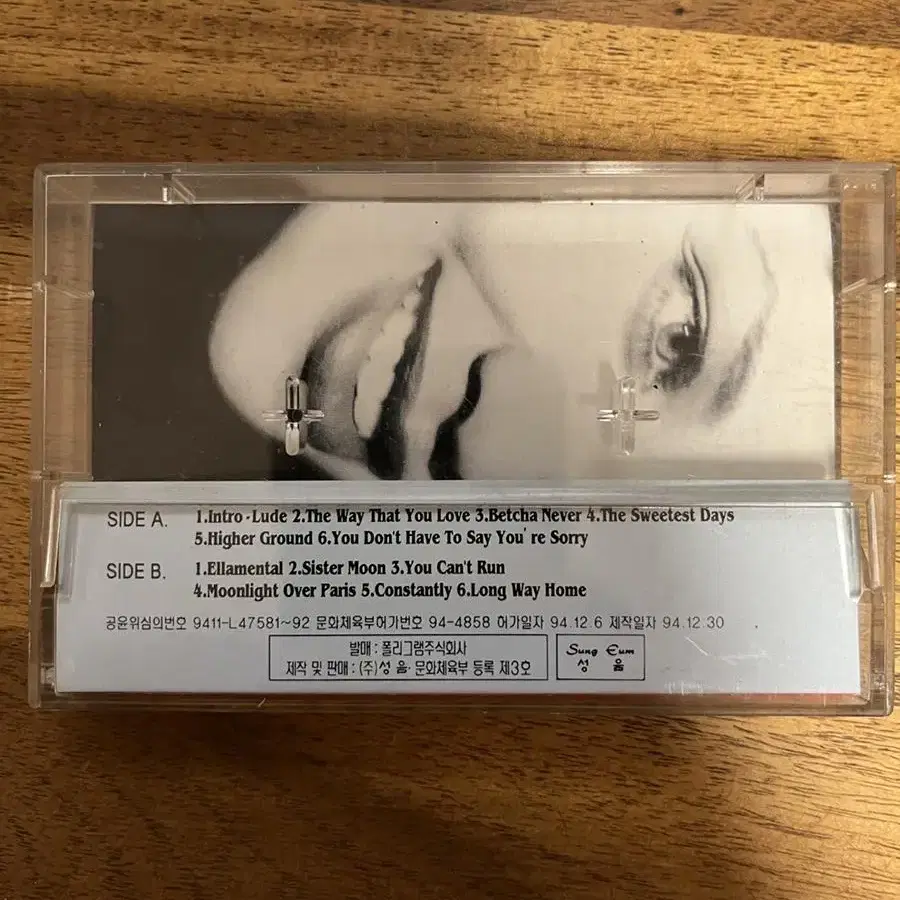 SIDE A. 1.Intro-Lude 2.The Way That You Love 3.Betcha Never 4.The Sweetest Days
5.Higher Ground 6.You Don't Have To Say You're Sorry
SIDE B. 1.Ellamental 2.Sister Moon 3.You Can't Run
4.Moonlight Over Paris 5.Constantly 6.Long Way Home
공윤위심의번호 9411-L47581~92 문화체육부허가번호 94-4858 허가일자 94.12.6 제작일자 94.12.30
발매 : 폴리그램주식회사
제작 및 판매 : (주)성음· 문화체육부 등록 제3호
Sung Eum
성 음